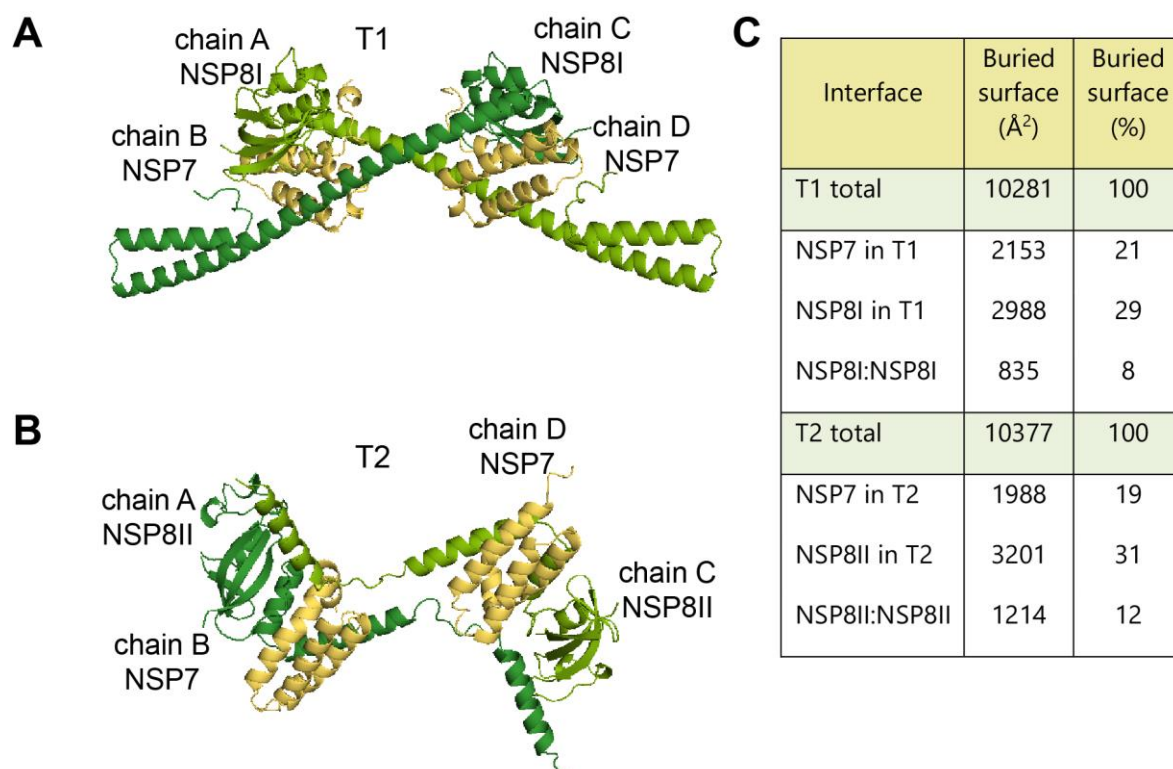 A
T1
chain A
NSP8I
chain C
NSP8I
chain B
NSP7
chain D
NSP7
B
T2
chain D
NSP7
chain A
NSP8II
chain C
NSP8II
chain B
NSP7
C
Interface Buried surface (Å²) Buried surface (%)
T1 total 10281 100
NSP7 in T1 2153 21
NSP8I in T1 2988 29
NSP8I:NSP8I 835 8
T2 total 10377 100
NSP7 in T2 1988 19
NSP8II in T2 3201 31
NSP8II:NSP8II 1214 12